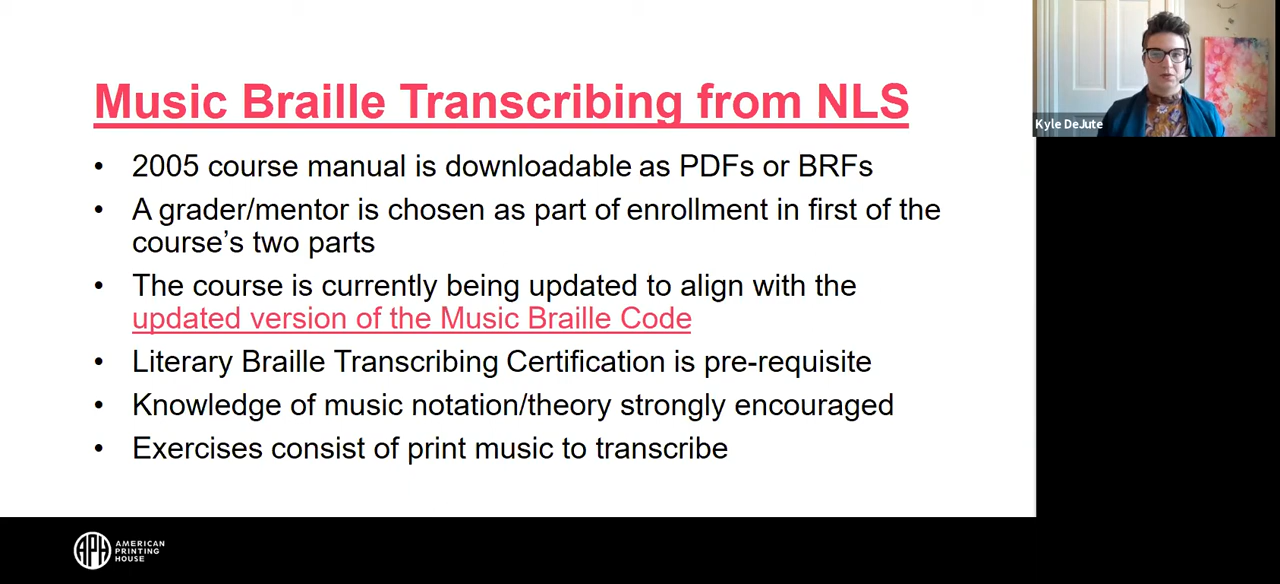 Music Braille Transcribing from NLS
• 2005 course manual is downloadable as PDFs or BRFs
• A grader/mentor is chosen as part of enrollment in first of the
course's two parts
• The course is currently being updated to align with the
updated version of the Music Braille Code
• Literary Braille Transcribing Certification is pre-requisite
• Knowledge of music notation/theory strongly encouraged
• Exercises consist of print music to transcribe
Kyle DeJute
APH
AMERICAN
PRINTING
HOUSE